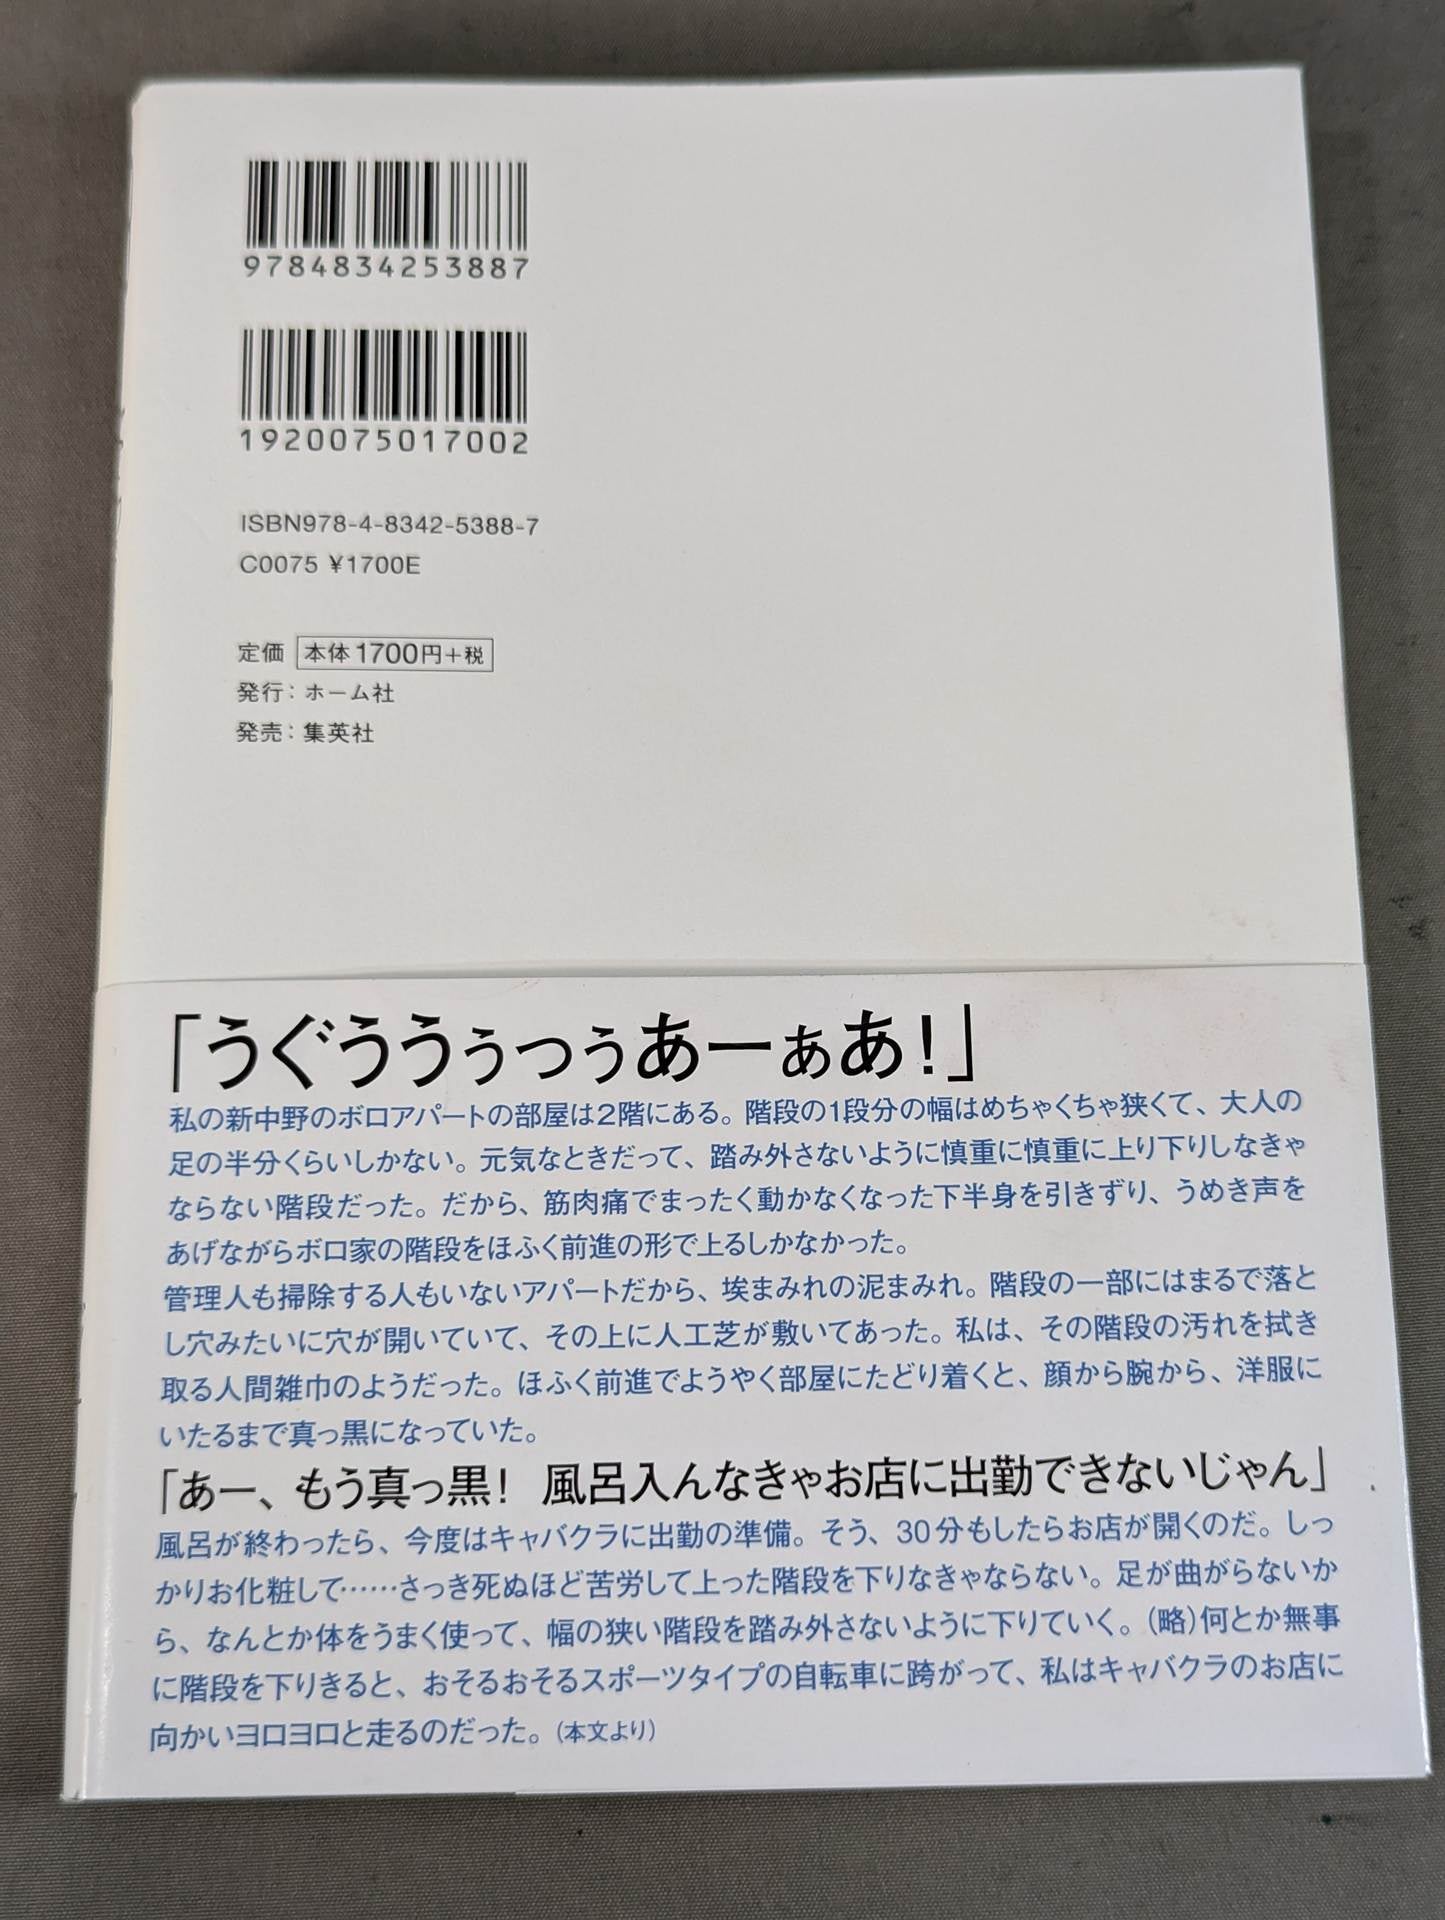 9784834253887
1920075017002
ISBN978-4-8342-5388-7
C0075 ¥1700E
定価 本体1700円+税
発行：ホーム社
発売：集英社
「うぐううぅつぅあーぁあ！」
私の新中野のボロアパートの部屋は2階にある。階段の1段分の幅はめちゃくちゃ狭くて、大人の
足の半分くらいしかない。元気なときだって、踏み外さないように慎重に慎重に上り下りしなきゃ
ならない階段だった。だから、筋肉痛でまったく動かなくなった下半身を引きずり、うめき声を
あげながらボロ家の階段をほふく前進の形で上るしかなかった。
管理人も掃除する人もいないアパートだから、埃まみれの泥まみれ。階段の一部にはまるで落と
し穴みたいに穴が開いていて、その上に人工芝が敷いてあった。私は、その階段の汚れを拭き
取る人間雑巾のようだった。ほふく前進でようやく部屋にたどり着くと、顔から腕から、洋服に
いたるまで真っ黒になっていた。
「あー、もう真っ黒！ 風呂入んなきゃお店に出勤できないじゃん」
風呂が終わったら、今度はキャバクラに出勤の準備。そう、30分もしたらお店が開くのだ。しっ
かりお化粧して……さっき死ぬほど苦労して上った階段を下りなきゃならない。足が曲がらないか
ら、なんとか体をうまく使って、幅の狭い階段を踏み外さないように下りていく。（略）何とか無事
に階段を下りきると、おそるおそるスポーツタイプの自転車に跨がって、私はキャバクラのお店に
向かいヨロヨロと走るのだった。（本文より）